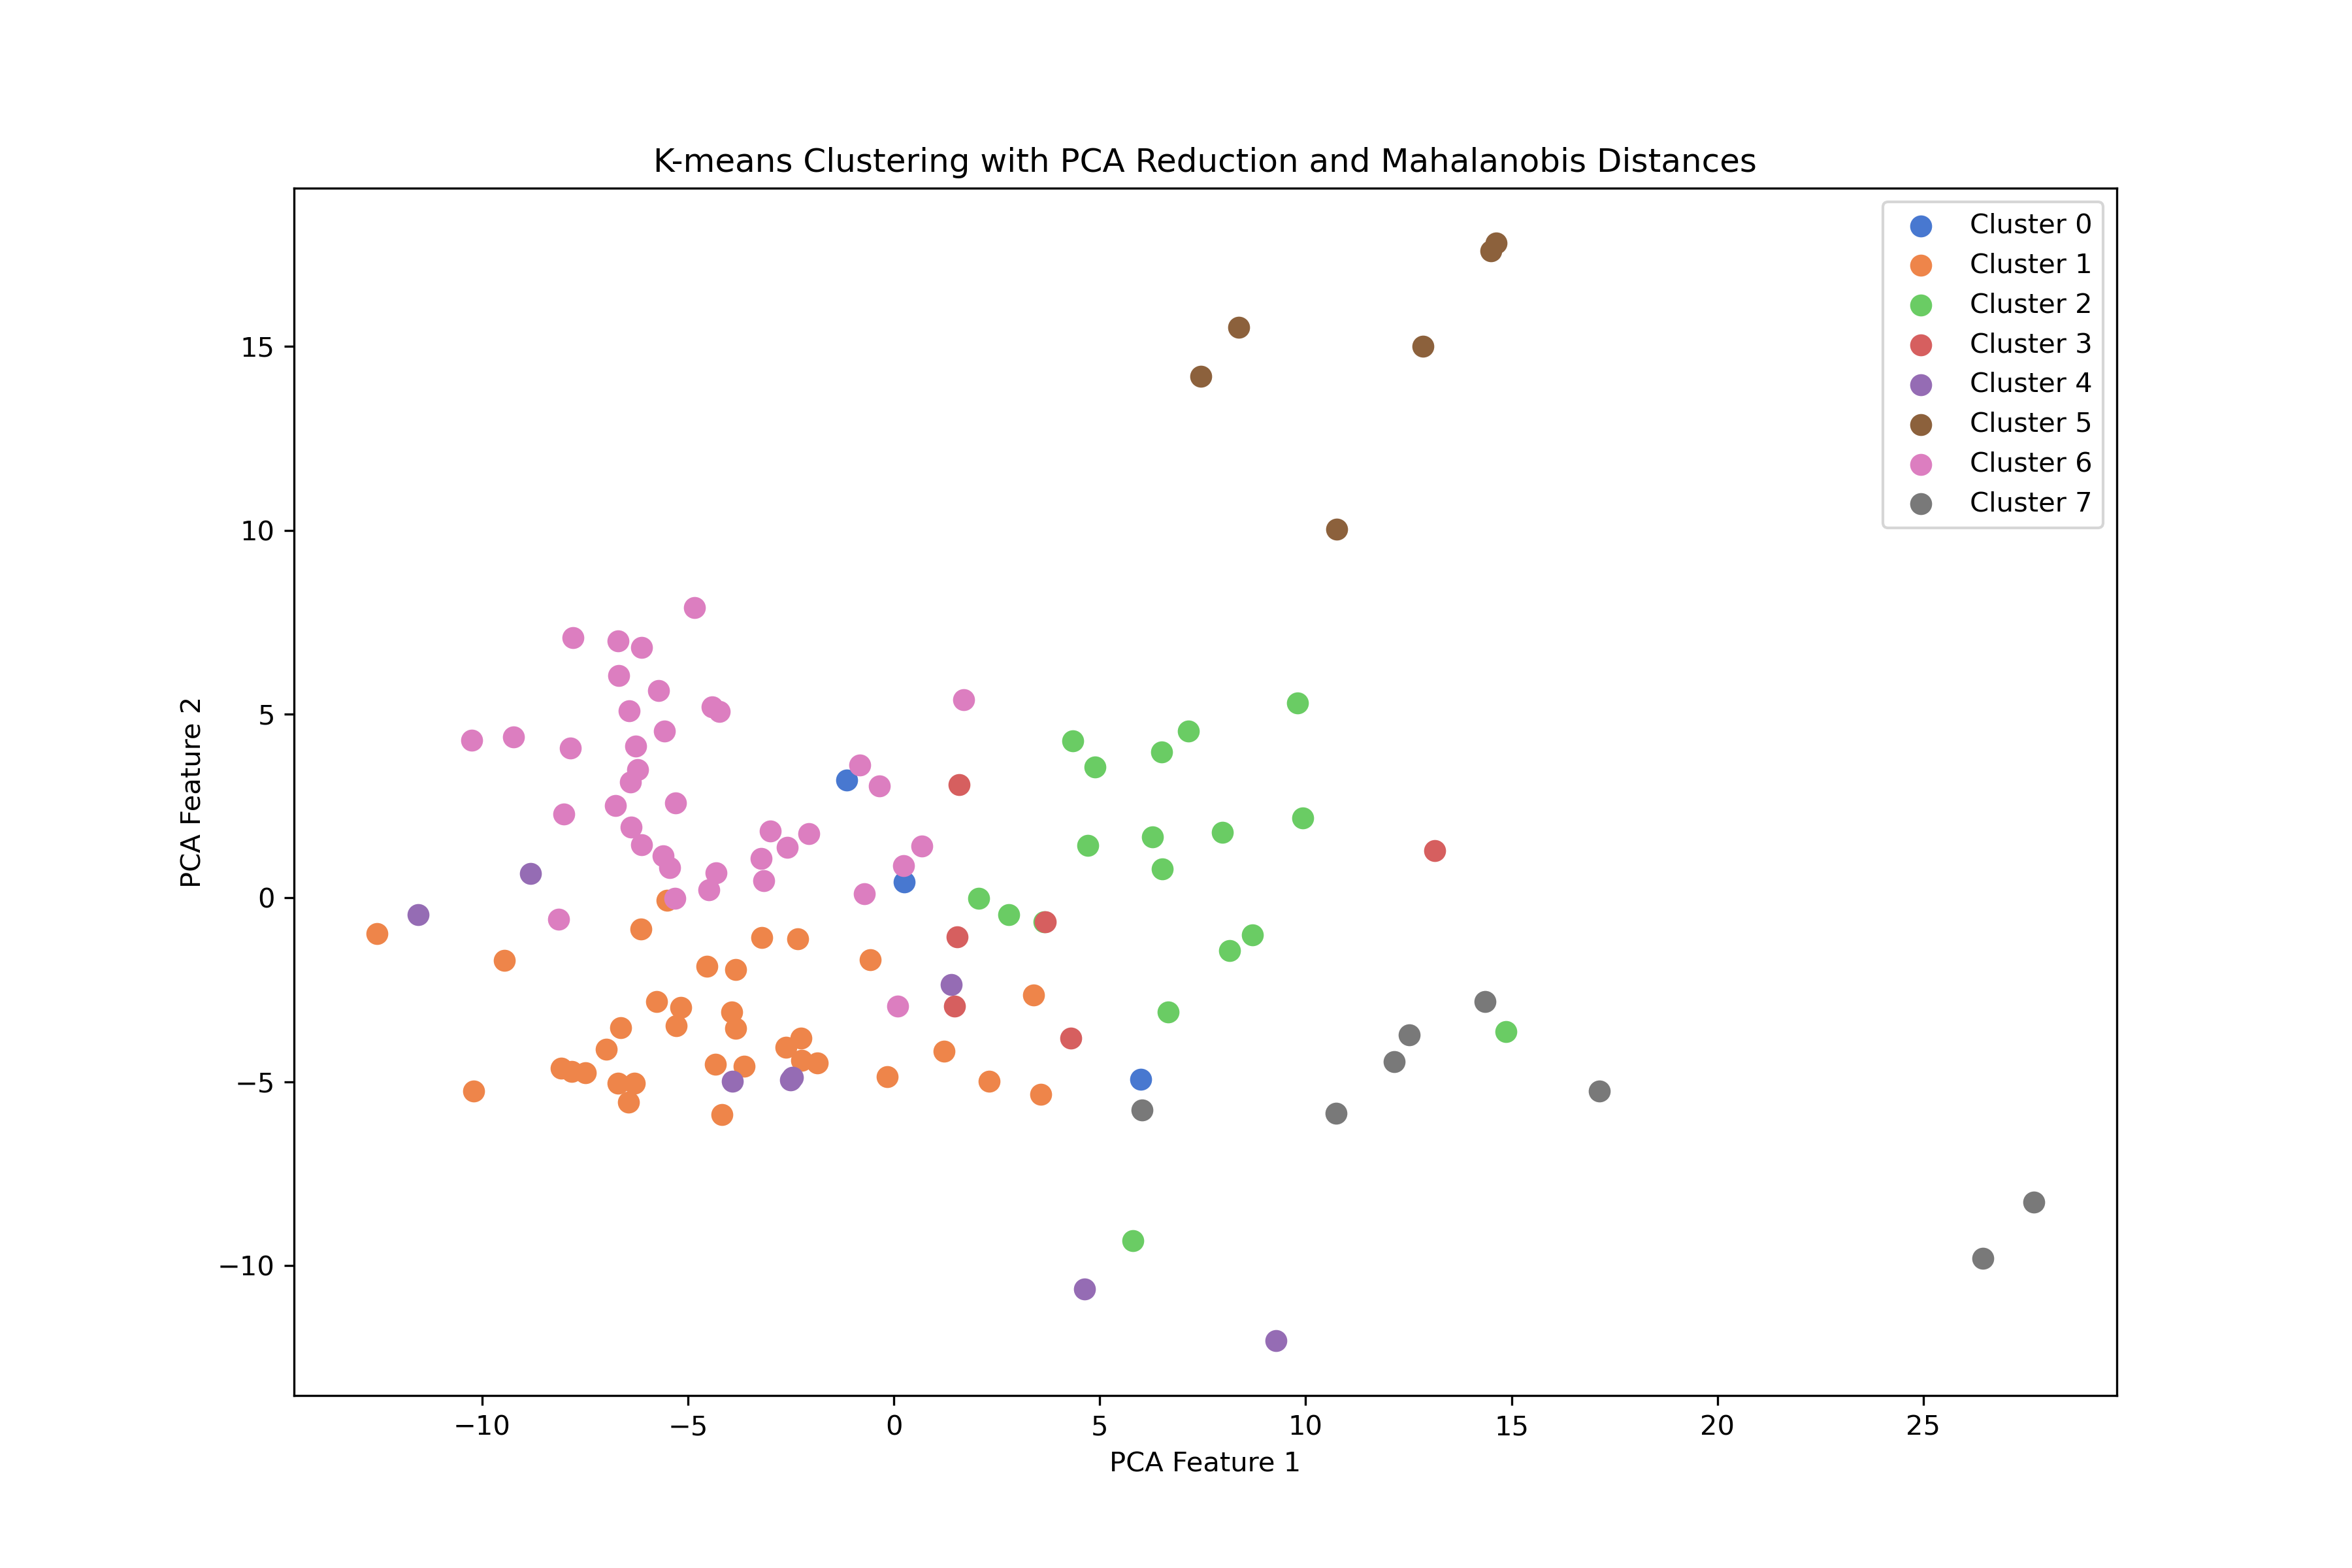 K-means Clustering with PCA Reduction and Mahalanobis Distances
Cluster 0
Cluster 1
Cluster 2
Cluster 3
Cluster 4
Cluster 5
Cluster 6
Cluster 7
PCA Feature 2
15
10
5
0
−5
−10
−10 −5 0 5 10 15 20 25
PCA Feature 1